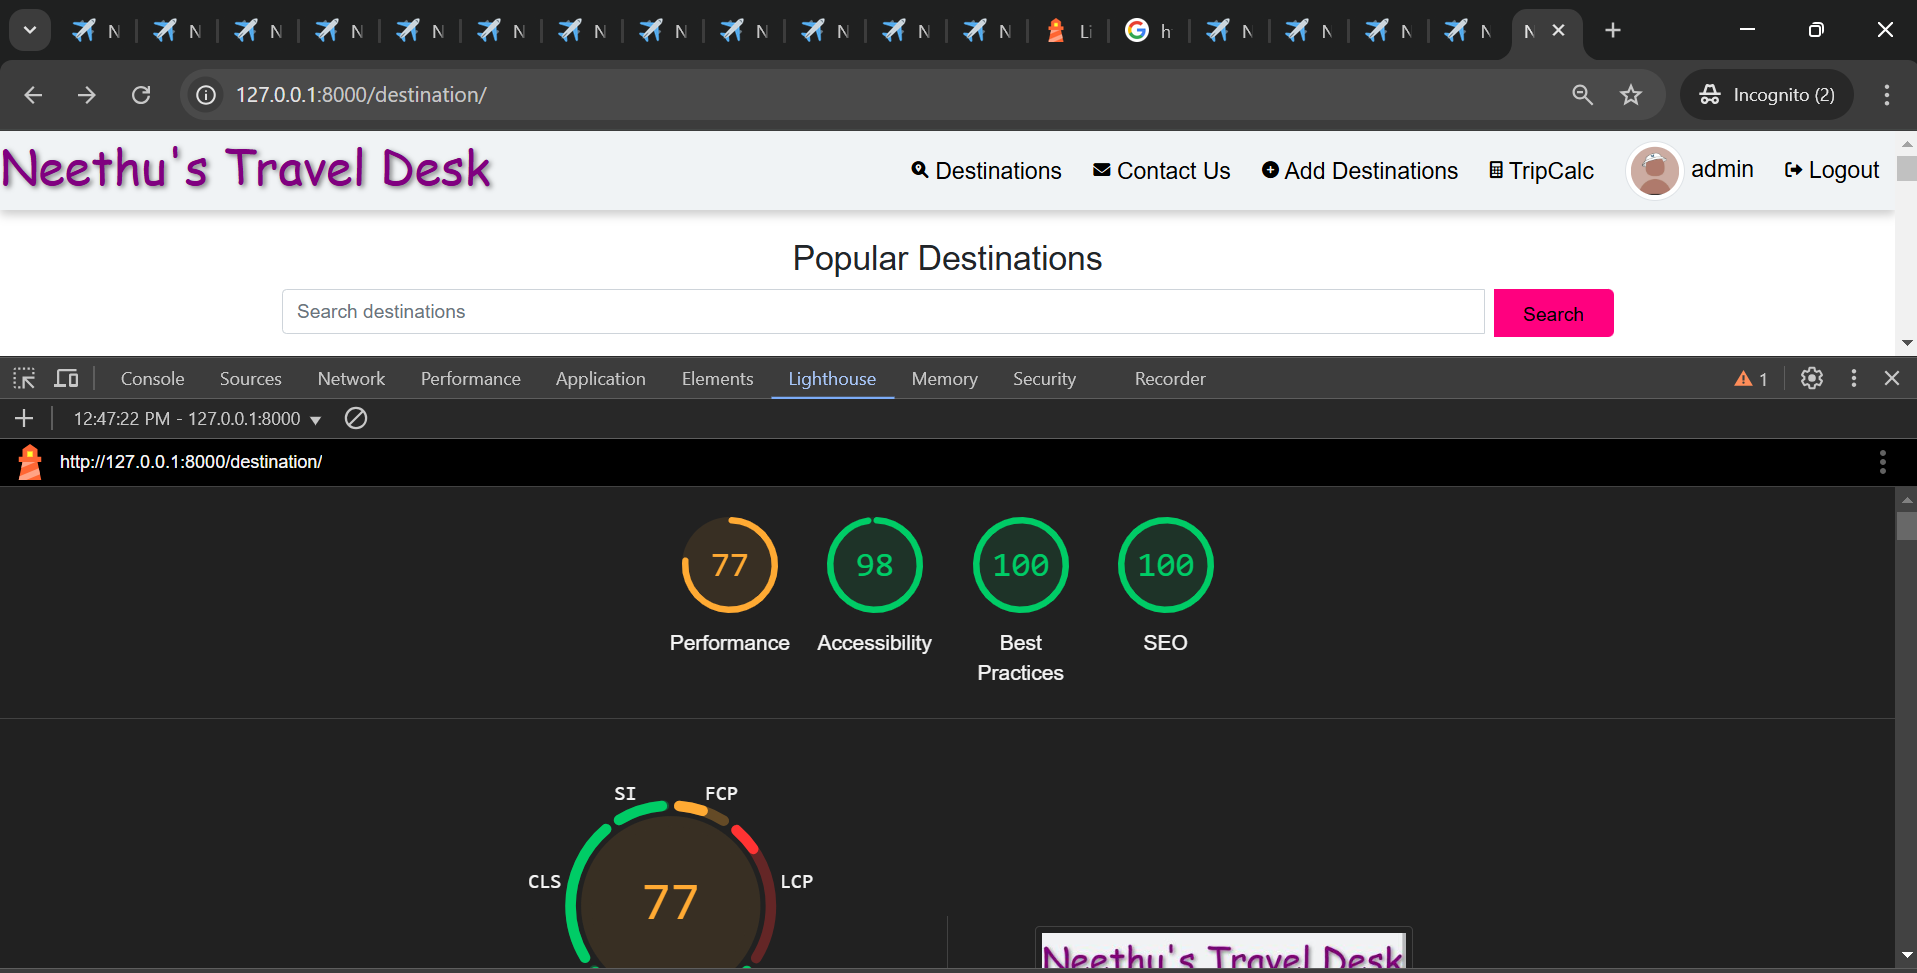 N N N N N N N N N N N N Li h N N N N N
127.0.0.1:8000/destination/
Incognito (2)
Neethu's Travel Desk
Destinations Contact Us Add Destinations TripCalc admin Logout
Popular Destinations
Search destinations
Search
Console Sources Network Performance Application Elements Lighthouse Memory Security Recorder 1
12:47:22 PM - 127.0.0.1:8000
http://127.0.0.1:8000/destination/
77 98 100 100
Performance Accessibility Best Practices SEO
SI FCP
CLS LCP
77
Neethu's Travel Desk